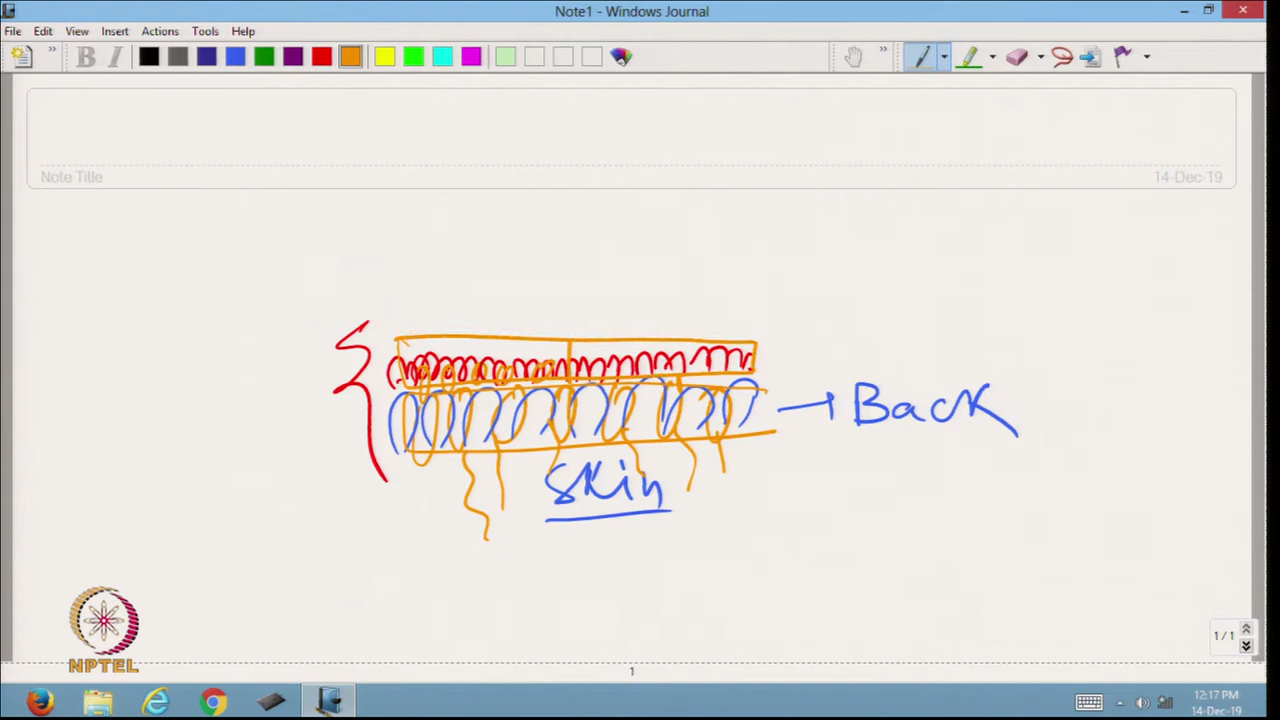 Note1 - Windows Journal
File Edit View Insert Actions Tools Help
B I
Note Title
14-Dec-19
Back
skin
1 / 1
NPTEL
1
12:17 PM
14-Dec-19